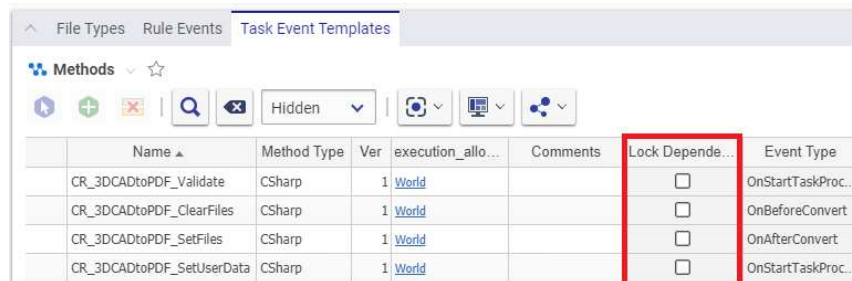 File Types Rule Events Task Event Templates
Methods
Hidden
Name Method Type Ver execution_allo... Comments Lock Depende... Event Type
CR_3DCADtoPDF_Validate CSharp 1 World OnStartTaskProc...
CR_3DCADtoPDF_ClearFiles CSharp 1 World OnBeforeConvert
CR_3DCADtoPDF_SetFiles CSharp 1 World OnAfterConvert
CR_3DCADtoPDF_SetUserData CSharp 1 World OnStartTaskProc...